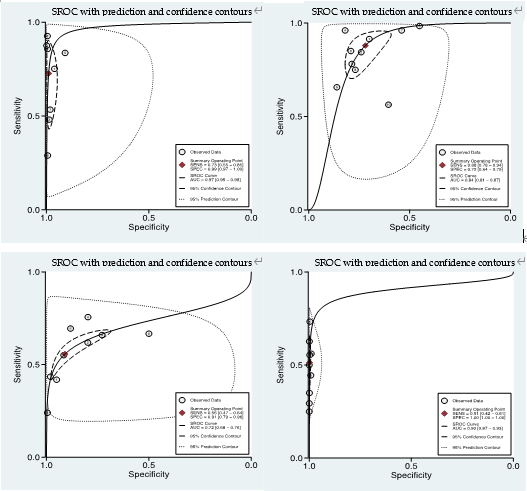 SROC with prediction and confidence contours
1.0
Sensitivity
0.5
0.0
1.0
0.5
0.0
Specificity
Observed Data
Summary Operating Point
SROC Curve
95% Confidence Contour
95% Prediction Contour
SROC with prediction and confidence contours
1.0
Sensitivity
0.5
0.0
1.0
0.5
0.0
Specificity
Observed Data
Summary Operating Point
SROC Curve
95% Confidence Contour
95% Prediction Contour
SROC with prediction and confidence contours
1.0
Sensitivity
0.5
0.0
1.0
0.5
0.0
Specificity
Observed Data
Summary Operating Point
SROC Curve
95% Confidence Contour
95% Prediction Contour
SROC with prediction and confidence contours
1.0
Sensitivity
0.5
0.0
1.0
0.5
0.0
Specificity
Observed Data
Summary Operating Point
SROC Curve
95% Confidence Contour
95% Prediction Contour